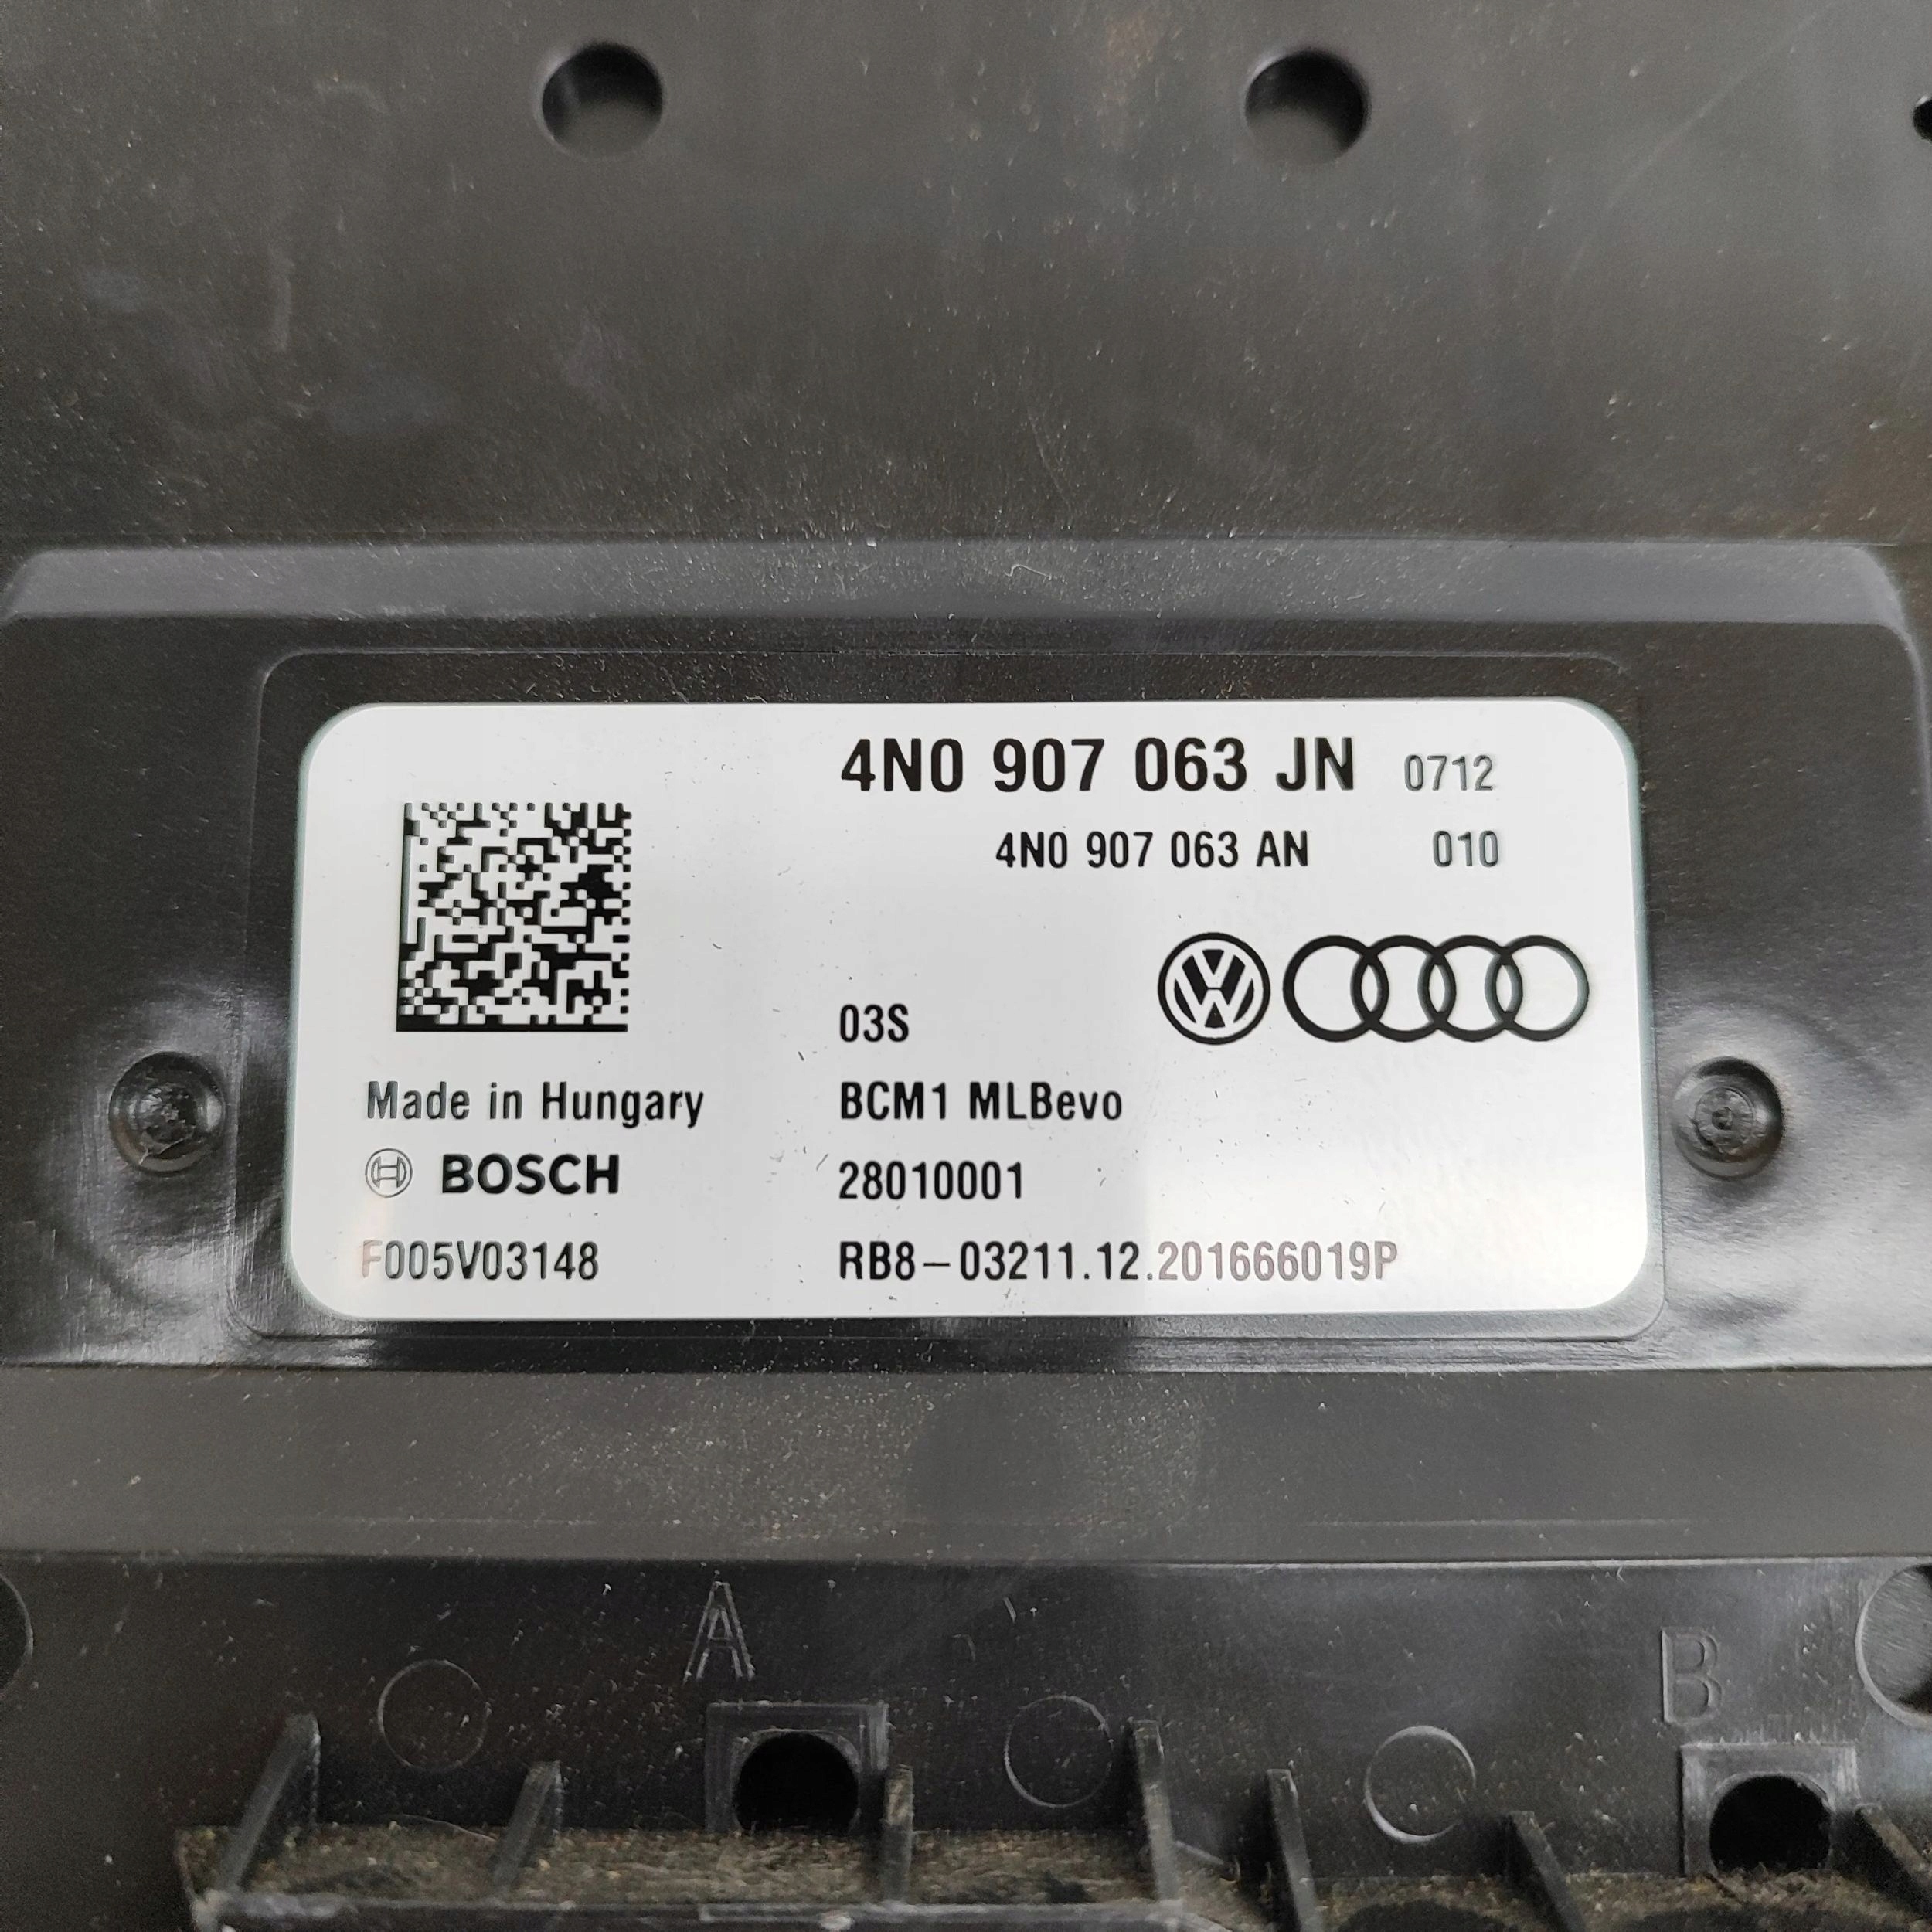 4N0 907 063 JN 0712
4N0 907 063 AN 010
03S
Made in Hungary
BCM1 MLBevo
BOSCH
28010001
F005V03148
RB8-03211.12.201666019P
A
B